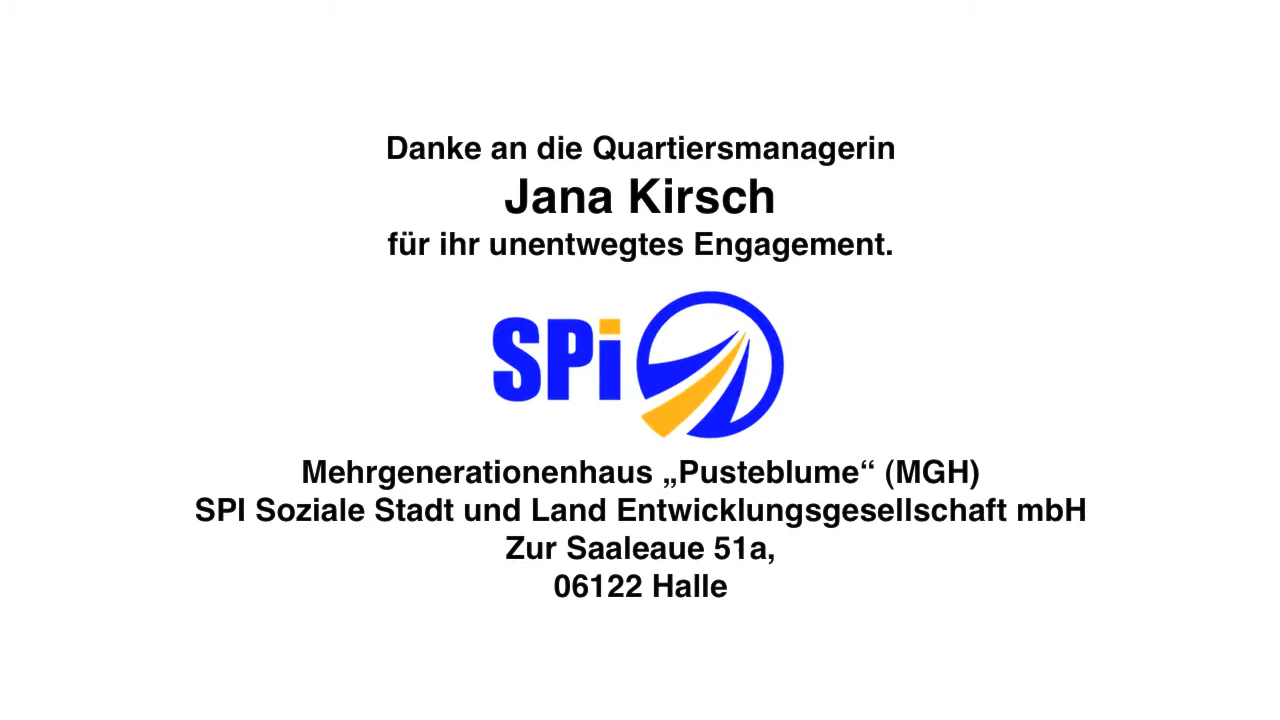 Danke an die Quartiersmanagerin
Jana Kirsch
für ihr unentwegtes Engagement.
SPi
Mehrgenerationenhaus „Pusteblume“ (MGH)
SPI Soziale Stadt und Land Entwicklungsgesellschaft mbH
Zur Saaleaue 51a,
06122 Halle